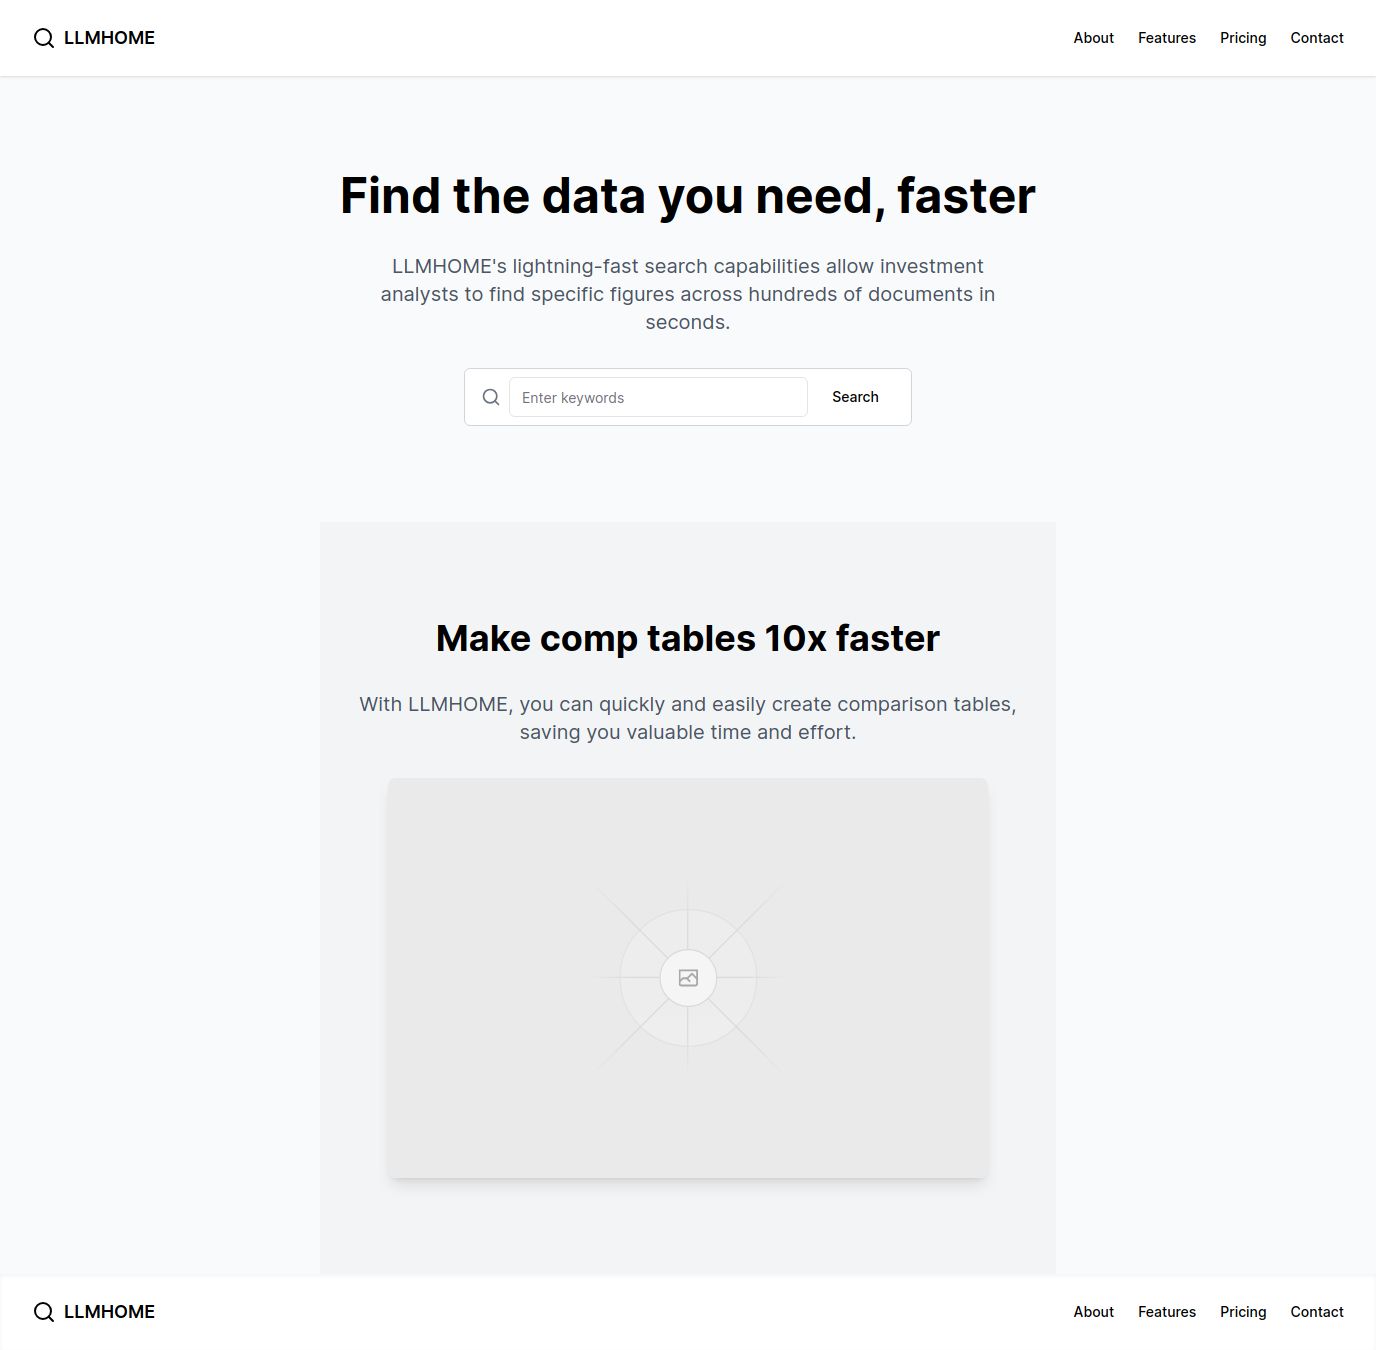 LLMHOME
About Features Pricing Contact
Find the data you need, faster
LLMHOME's lightning-fast search capabilities allow investment
analysts to find specific figures across hundreds of documents in
seconds.
Enter keywords
Search
Make comp tables 10x faster
With LLMHOME, you can quickly and easily create comparison tables,
saving you valuable time and effort.
LLMHOME
About Features Pricing Contact